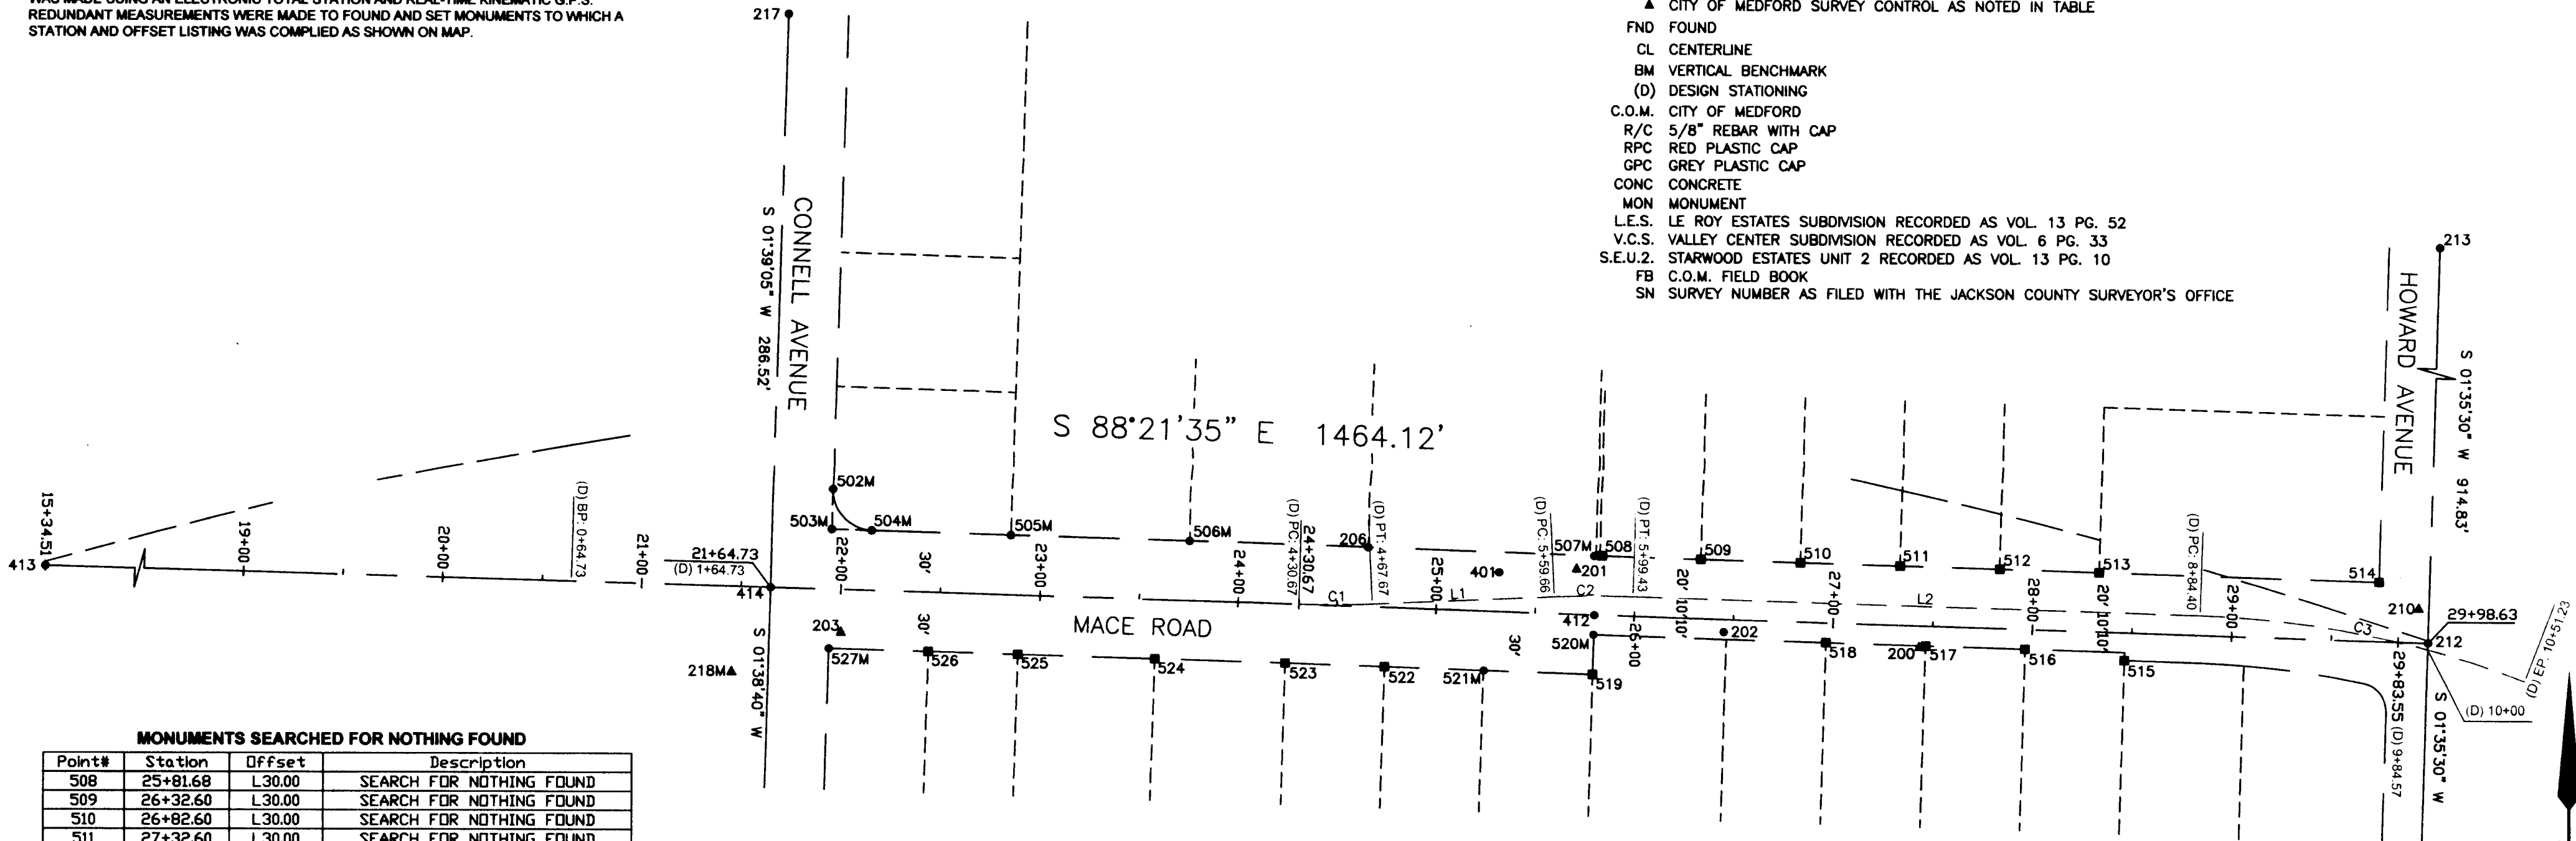 REDUNDANT MEASUREMENTS WERE MADE TO FOUND AND SET MONUMENTS TO WHICH A
STATION AND OFFSET LISTING WAS COMPLIED AS SHOWN ON MAP.
▲ CITY OF MEDFORD SURVEY CONTROL AS NOTED IN TABLE
FND FOUND
CL CENTERLINE
BM VERTICAL BENCHMARK
(D) DESIGN STATIONING
C.O.M. CITY OF MEDFORD
R/C 5/8" REBAR WITH CAP
RPC RED PLASTIC CAP
GPC GREY PLASTIC CAP
CONC CONCRETE
MON MONUMENT
L.E.S. LE ROY ESTATES SUBDIVISION RECORDED AS VOL. 13 PG. 52
V.C.S. VALLEY CENTER SUBDIVISION RECORDED AS VOL. 6 PG. 33
S.E.U.2. STARWOOD ESTATES UNIT 2 RECORDED AS VOL. 13 PG. 10
FB C.O.M. FIELD BOOK
SN SURVEY NUMBER AS FILED WITH THE JACKSON COUNTY SURVEYOR'S OFFICE
217
CONNELL AVENUE
S 01°39'05" W 286.52'
213
HOWARD AVENUE
S 01°35'30" W 914.83'
S 88°21'35" E 1464.12'
413
15+34.51
19+00
20+00
(D) BP: 0+64.73
21+00
21+64.73
(D) 1+64.73
414
502M
503M
504M
22+00
30'
505M
23+00
506M
24+00
(D) PC: 4+30.67
24+30.67
206
(D) PT: 4+67.67
C1
L1
25+00
401
(D) PC: 5+59.66
507M
508
201
C2
(D) PT: 5+99.43
26+00
509
20' 10' 10'
510
27+00
511
L2
512
28+00
513
20' 10' 10'
(D) PC: 8+84.40
29+00
514
210
29+98.63
C3
212
(D) EP: 10+51.23
(D) 10+00
29+83.55 (D) 9+84.57
S 01°35'30" W
MACE ROAD
203
218M
S 01°38'40" W
527M
30'
526
525
524
523
522
521M
30'
412
520M
519
202
518
200
517
516
515
MONUMENTS SEARCHED FOR NOTHING FOUND
Point# Station Offset Description
508 25+81.68 L30.00 SEARCH FOR NOTHING FOUND
509 26+32.60 L30.00 SEARCH FOR NOTHING FOUND
510 26+82.60 L30.00 SEARCH FOR NOTHING FOUND
511 27+32.60 L30.00 SEARCH FOR NOTHING FOUND